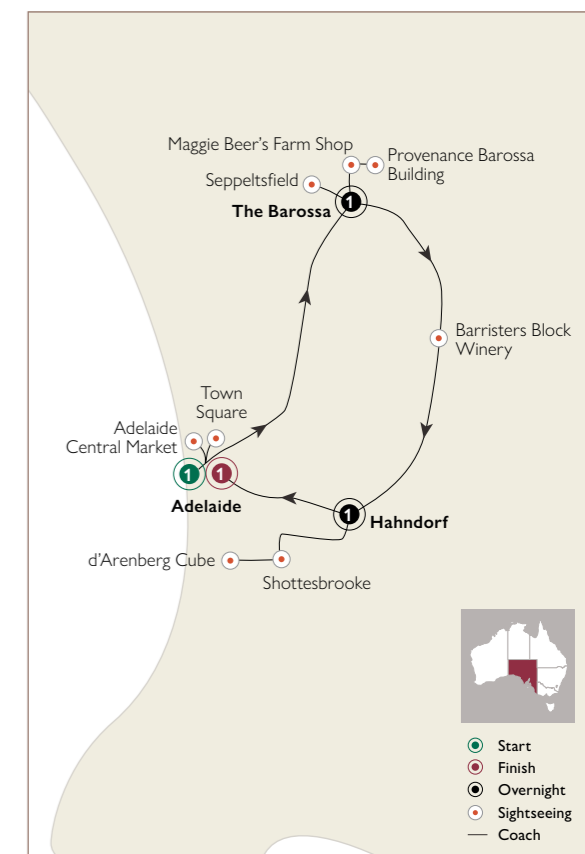 Maggie Beer's Farm Shop
Provenance Barossa
Building
Seppeltsfield
The Barossa
1
Barristers Block
Winery
Town
Square
Adelaide
Central Market
1
1
Adelaide
1
Hahndorf
d'Arenberg Cube
Shottesbrooke
Start
Finish
Overnight
Sightseeing
Coach